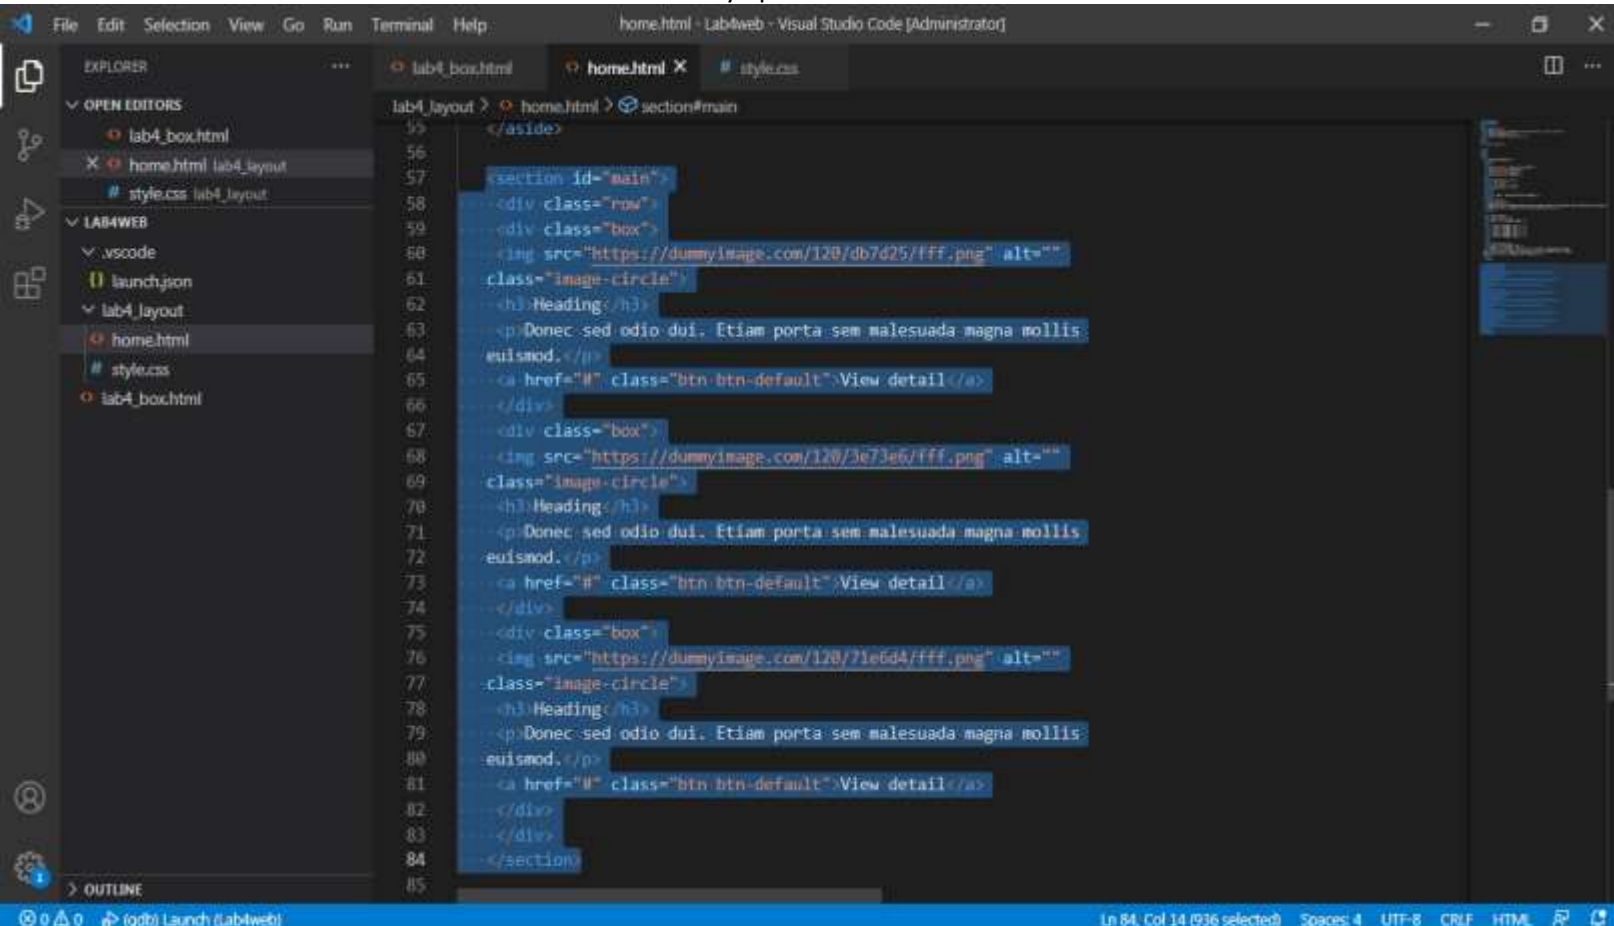 File Edit Selection View Go Run Terminal Help home.html - Lab4web - Visual Studio Code [Administrator]
EXPLORER
lab4_box.html home.html style.css
OPEN EDITORS
lab4_box.html
home.html lab4_layout
style.css lab4_layout
LAB4WEB
.vscode
launch.json
lab4_layout
home.html
style.css
lab4_box.html
OUTLINE
lab4_layout > home.html > section#main
55 </aside>
56
57 <section id="main">
58 <div class="row">
59 <div class="box">
60 <img src="https://dummyimage.com/120/db7d25/fff.png" alt=""
61 class="image-circle">
62 <h3>Heading</h3>
63 <p>Donec sed odio dui. Etiam porta sem malesuada magna mollis
64 euismod.</p>
65 <a href="#" class="btn btn-default">View detail</a>
66 </div>
67 <div class="box">
68 <img src="https://dummyimage.com/120/3e73e6/fff.png" alt=""
69 class="image-circle">
70 <h3>Heading</h3>
71 <p>Donec sed odio dui. Etiam porta sem malesuada magna mollis
72 euismod.</p>
73 <a href="#" class="btn btn-default">View detail</a>
74 </div>
75 <div class="box">
76 <img src="https://dummyimage.com/120/71e6d4/fff.png" alt=""
77 class="image-circle">
78 <h3>Heading</h3>
79 <p>Donec sed odio dui. Etiam porta sem malesuada magna mollis
80 euismod.</p>
81 <a href="#" class="btn btn-default">View detail</a>
82 </div>
83 </div>
84 </section>
85
0 0 (gdb) Launch (Lab4web) Ln 84, Col 14 (936 selected) Spaces: 4 UTF-8 CRLF HTML